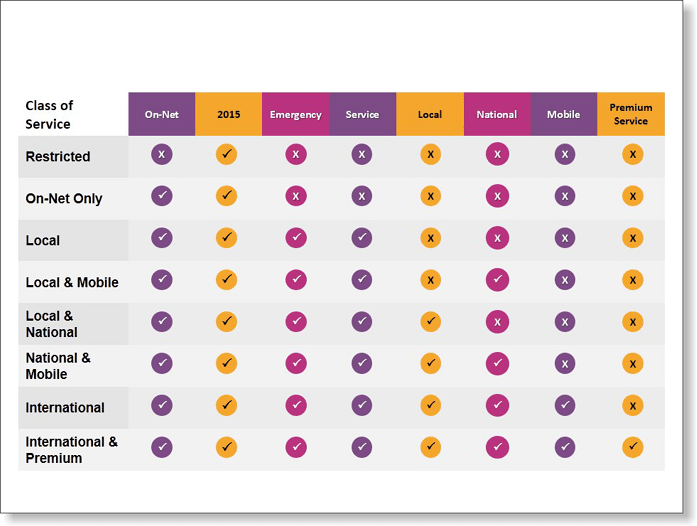 Class of
Service
On-Net
2015
Emergency
Service
Local
National
Mobile
Premium
Service
Restricted
X ✓ X X X X X X
On-Net Only
✓ ✓ X X X X X X
Local
✓ ✓ ✓ ✓ X X X X
Local & Mobile
✓ ✓ ✓ ✓ X ✓ X X
Local &
National
✓ ✓ ✓ ✓ ✓ X X X
National &
Mobile
✓ ✓ ✓ ✓ ✓ ✓ X X
International
✓ ✓ ✓ ✓ ✓ ✓ ✓ X
International &
Premium
✓ ✓ ✓ ✓ ✓ ✓ ✓ ✓